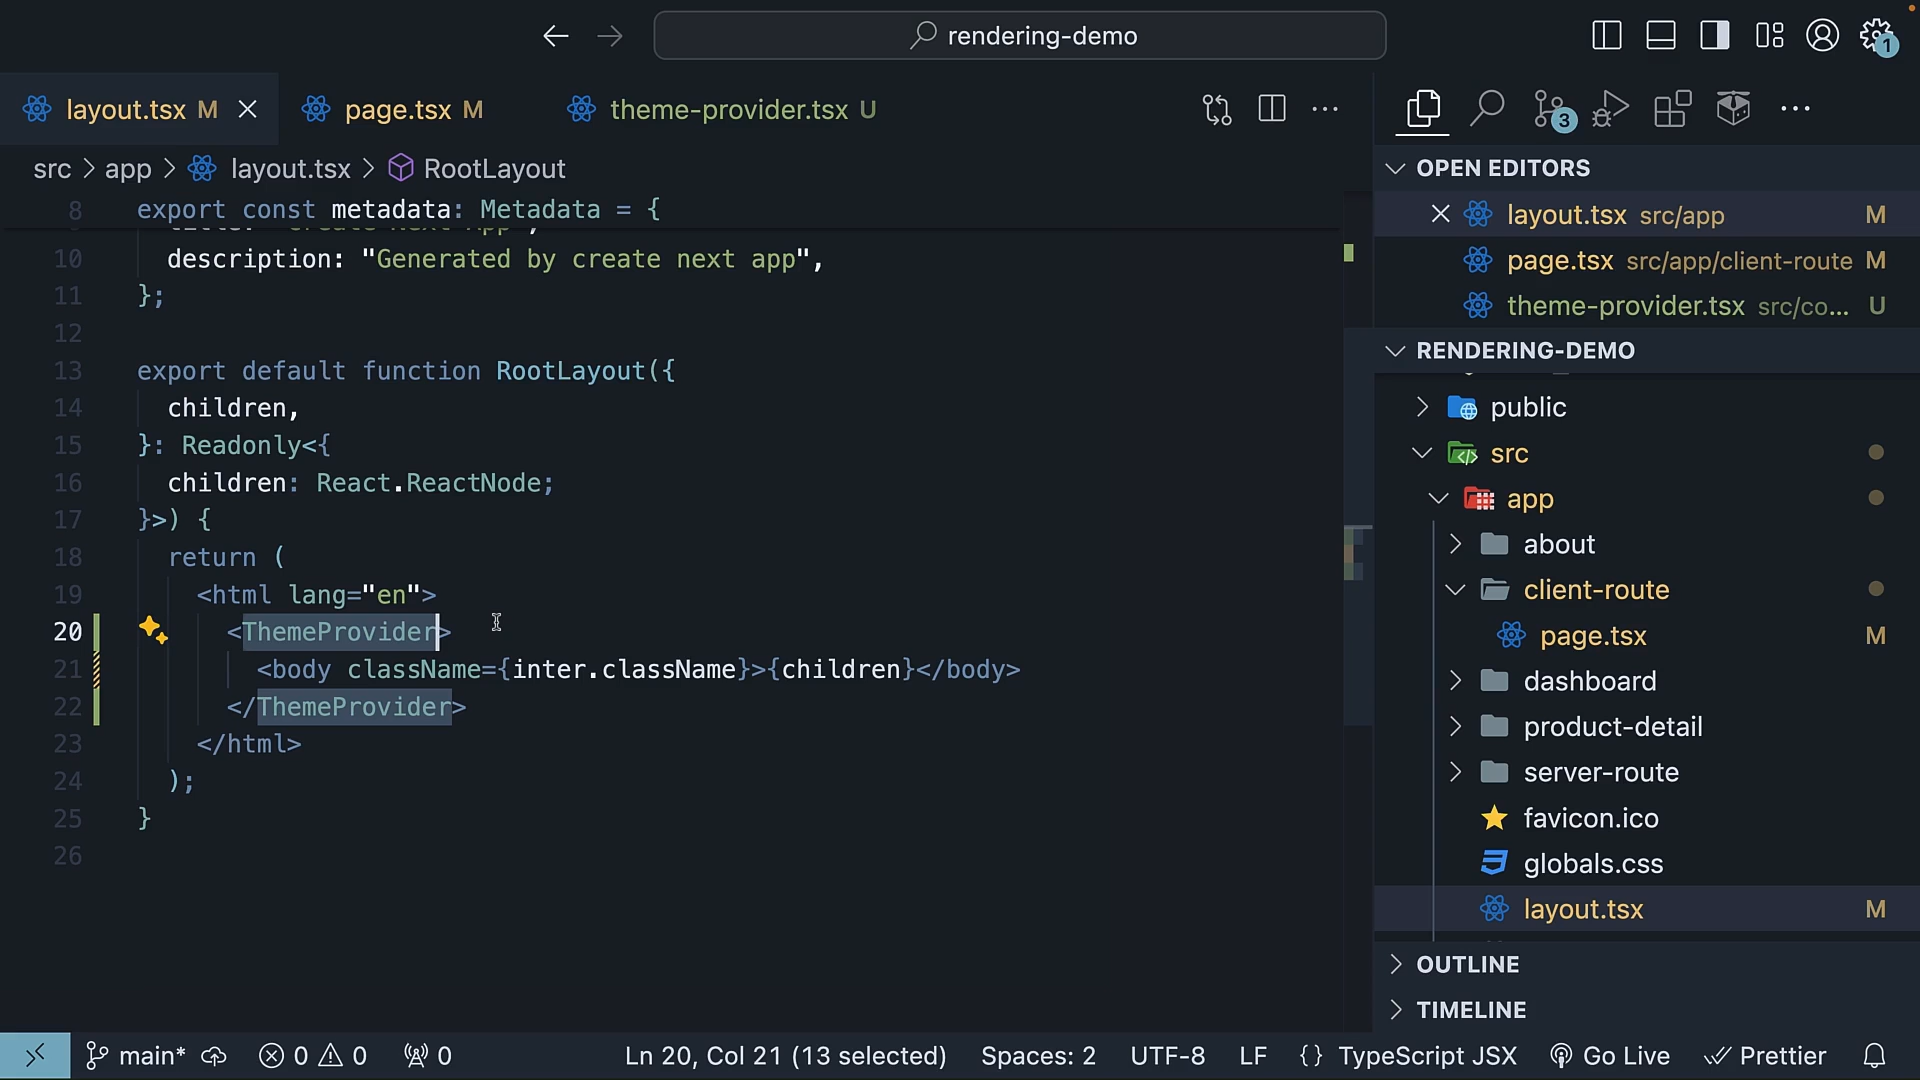 rendering-demo
1
layout.tsx M
page.tsx M
theme-provider.tsx U
3
src app layout.tsx RootLayout
8 export const metadata: Metadata = {
10 description: "Generated by create next app",
11 };
12
13 export default function RootLayout({
14 children,
15 }: Readonly<{
16 children: React.ReactNode;
17 }>) {
18 return (
19 <html lang="en">
20 <ThemeProvider>
21 <body className={inter.className}>{children}</body>
22 </ThemeProvider>
23 </html>
24 );
25 }
26
OPEN EDITORS
layout.tsx src/app M
page.tsx src/app/client-route M
theme-provider.tsx src/co... U
RENDERING-DEMO
public
src
app
about
client-route
page.tsx M
dashboard
product-detail
server-route
favicon.ico
globals.css
layout.tsx M
OUTLINE
TIMELINE
main* 0 0 0 Ln 20, Col 21 (13 selected) Spaces: 2 UTF-8 LF {} TypeScript JSX Go Live Prettier